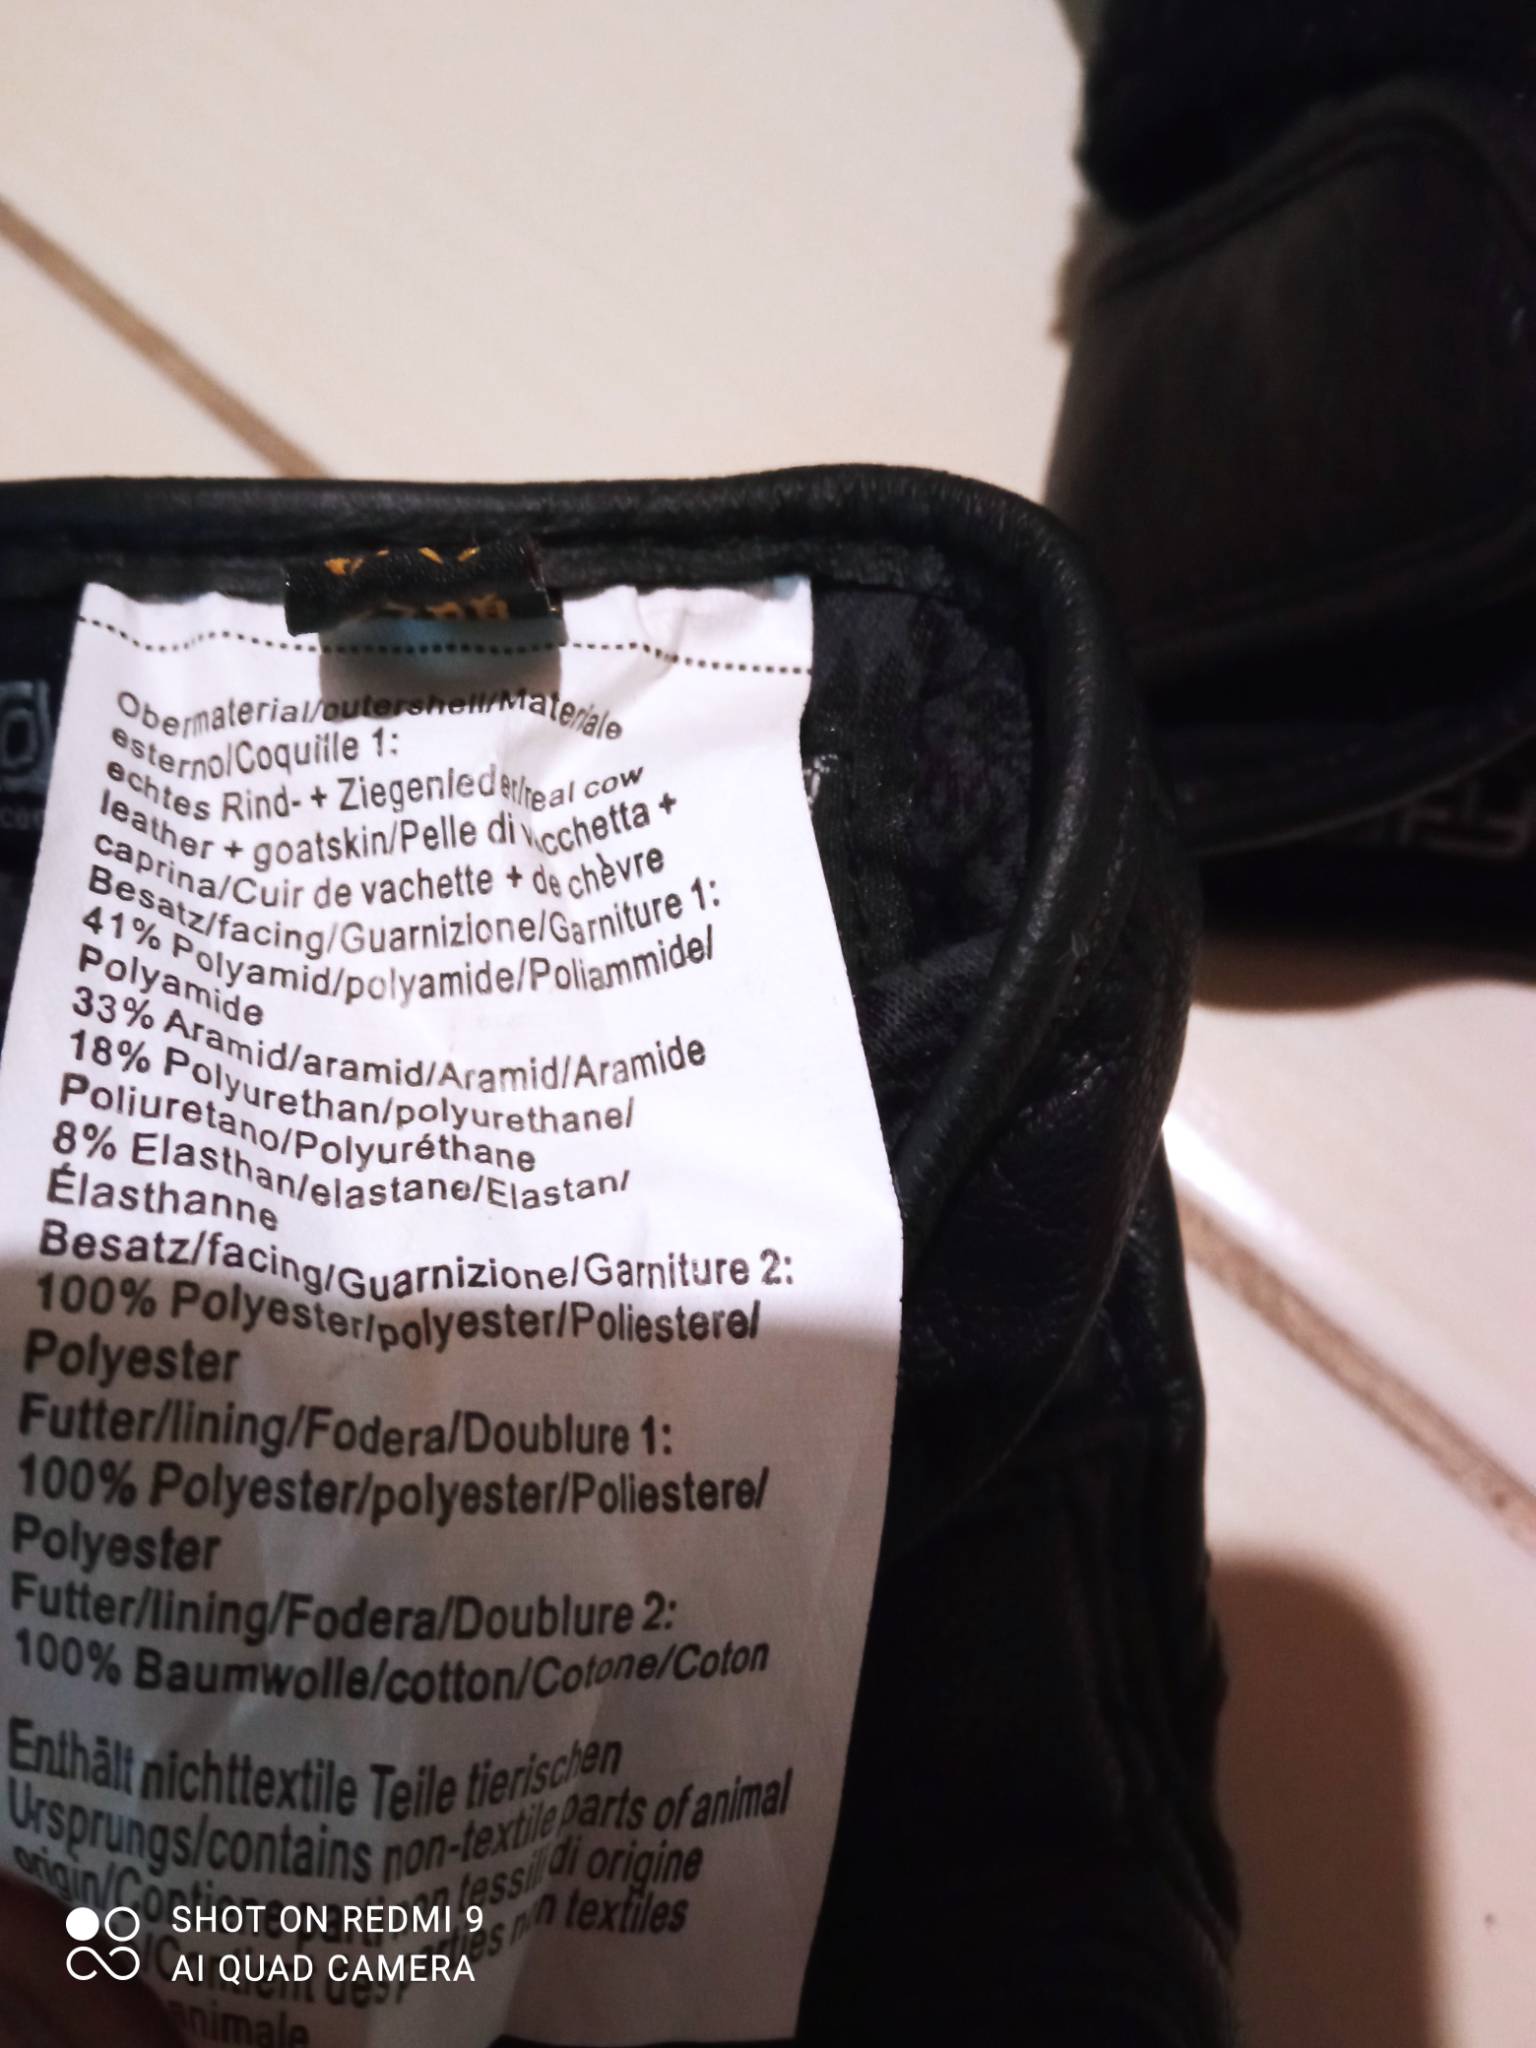 Obermaterial/outershell/Materiale
esterno/Coquille 1:
echtes Rind- + Ziegenleder/real cow
leather + goatskin/Pelle di vacchetta +
caprina/Cuir de vachette + de chèvre
Besatz/facing/Guarnizione/Garniture 1:
41% Polyamid/polyamide/Poliammide/
Polyamide
33% Aramid/aramid/Aramid/Aramide
18% Polyurethan/polyurethane/
Poliuretano/Polyuréthane
8% Elasthan/elastane/Elastan/
Élasthanne
Besatz/facing/Guarnizione/Garniture 2:
100% Polyester/polyester/Poliestere/
Polyester
Futter/lining/Fodera/Doublure 1:
100% Polyester/polyester/Poliestere/
Polyester
Futter/lining/Fodera/Doublure 2:
100% Baumwolle/cotton/Cotone/Coton
Enthält nichttextile Teile tierischen
Ursprungs/contains non-textile parts of animal
origin/Contiene parti non tessili di origine
textiles
animale
SHOT ON REDMI 9
AI QUAD CAMERA